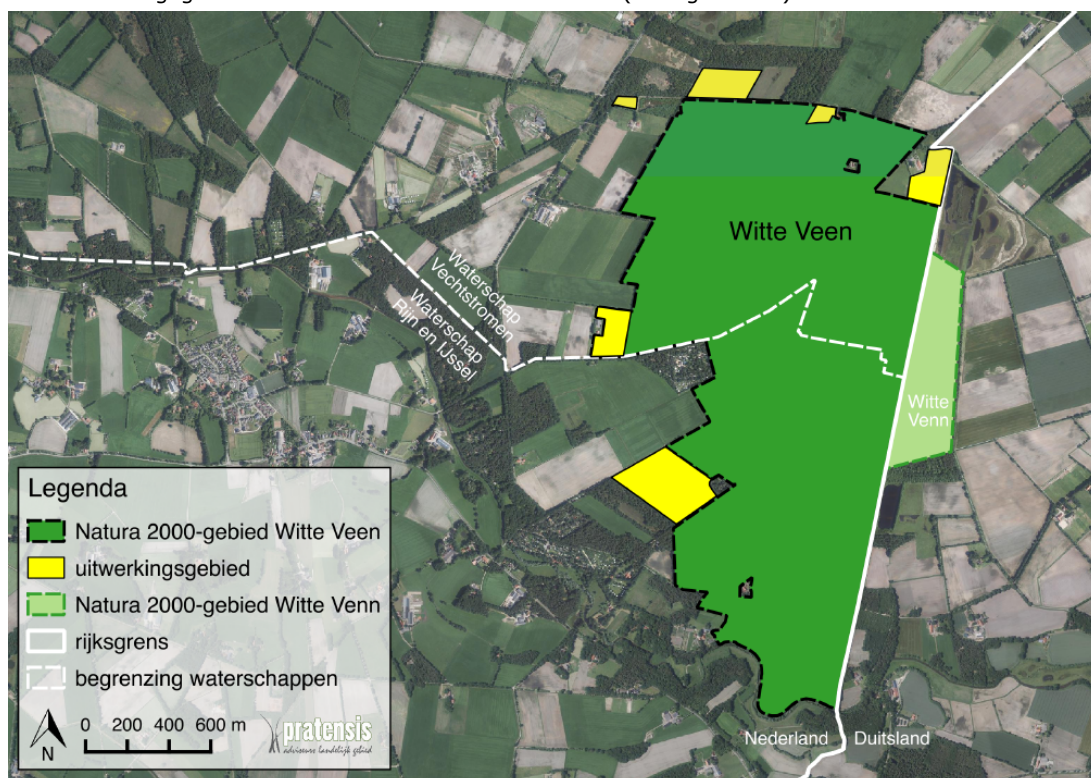 Witte Veen
Waterschap
Vechtstromen
Waterschap
Rijn en IJssel
Witte
Venn
Legenda
Natura 2000-gebied Witte Veen
uitwerkingsgebied
Natura 2000-gebied Witte Venn
rijksgrens
begrenzing waterschappen
N
0 200 400 600 m
pratensis
adviseurs landelijk gebied
Nederland Duitsland